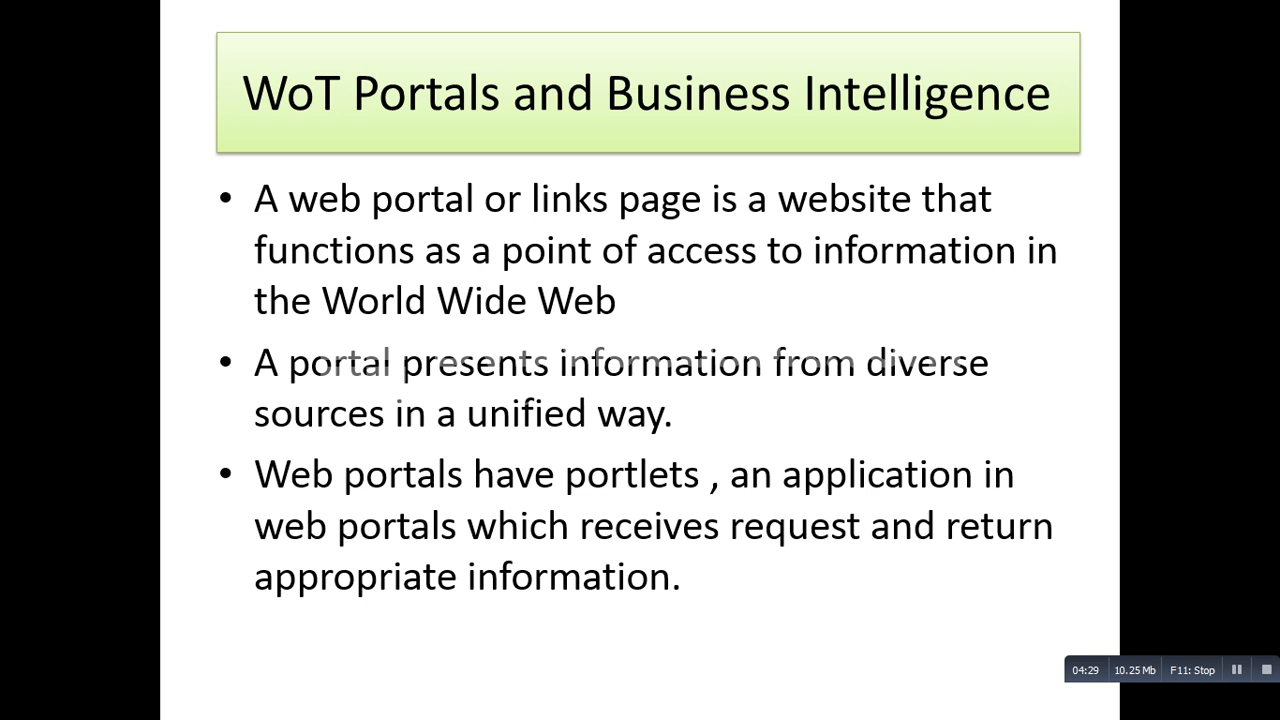 WoT Portals and Business Intelligence
• A web portal or links page is a website that
functions as a point of access to information in
the World Wide Web
• A portal presents information from diverse
sources in a unified way.
• Web portals have portlets , an application in
web portals which receives request and return
appropriate information.
04:29 10.25 Mb F11: Stop